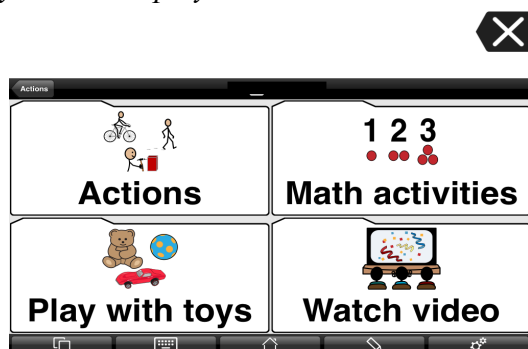 Actions
1 2 3
Actions
Math activities
Play with toys
Watch video